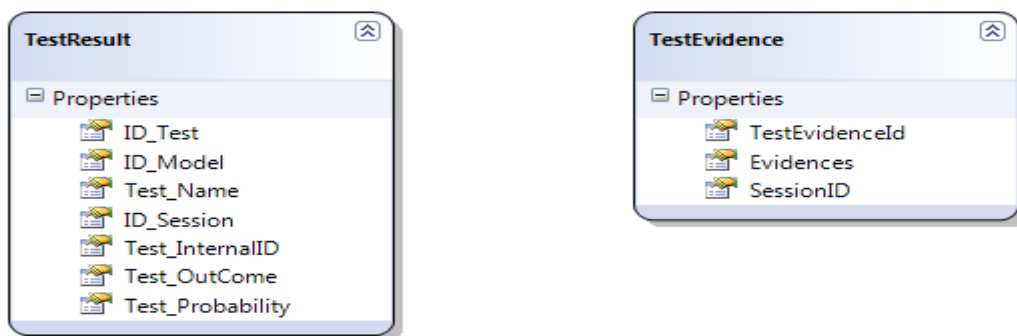 TestResult
Properties
ID_Test
ID_Model
Test_Name
ID_Session
Test_InternalID
Test_OutCome
Test_Probability
TestEvidence
Properties
TestEvidenceId
Evidences
SessionID